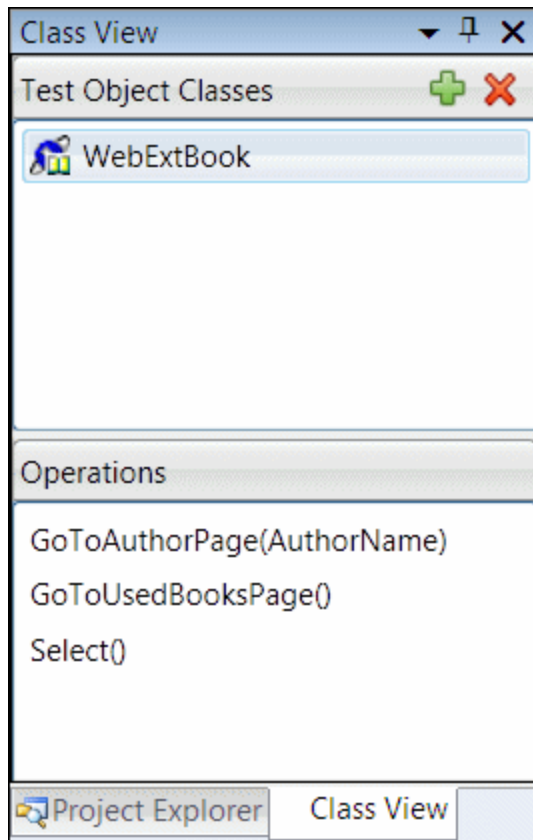 Class View
Test Object Classes
WebExtBook
Operations
GoToAuthorPage(AuthorName)
GoToUsedBooksPage()
Select()
Project Explorer Class View